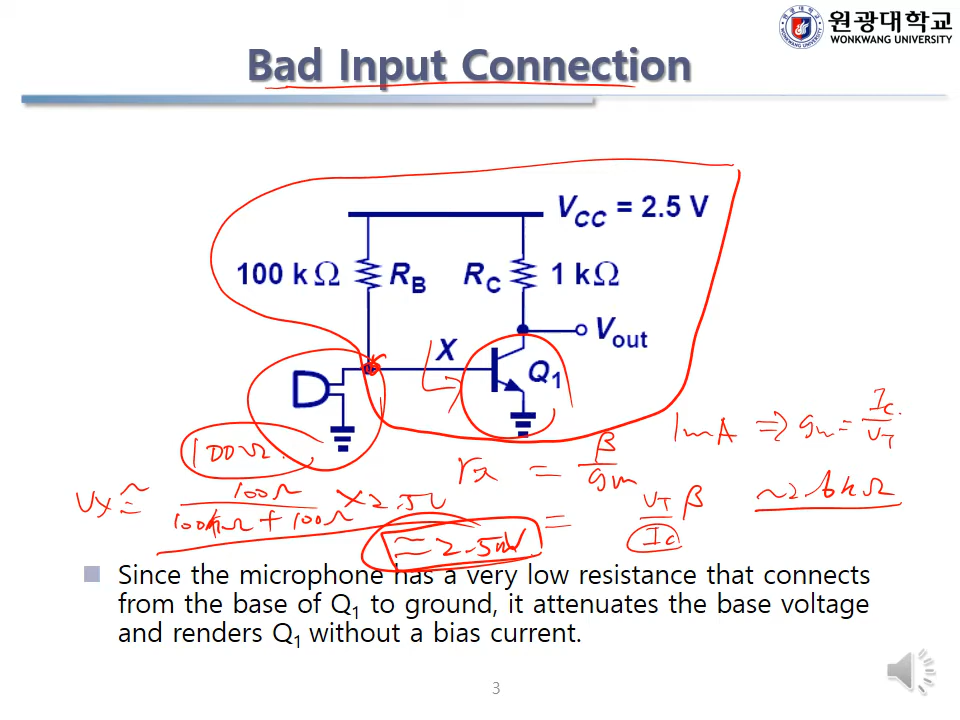 원광대학교
WONKWANG UNIVERSITY
Bad Input Connection
VCC = 2.5 V
100 kΩ RB RC 1 kΩ
Vout
X
Q1
1mA ⇒ gm = Ic/VT
100Ω
rπ = β/gm
Vx ≃ 100Ω/(100kΩ + 100Ω) × 2.5V
= VT/Ic β ~2.6kΩ
≈ 2.5mV
Since the microphone has a very low resistance that connects
from the base of Q1 to ground, it attenuates the base voltage
and renders Q1 without a bias current.
3